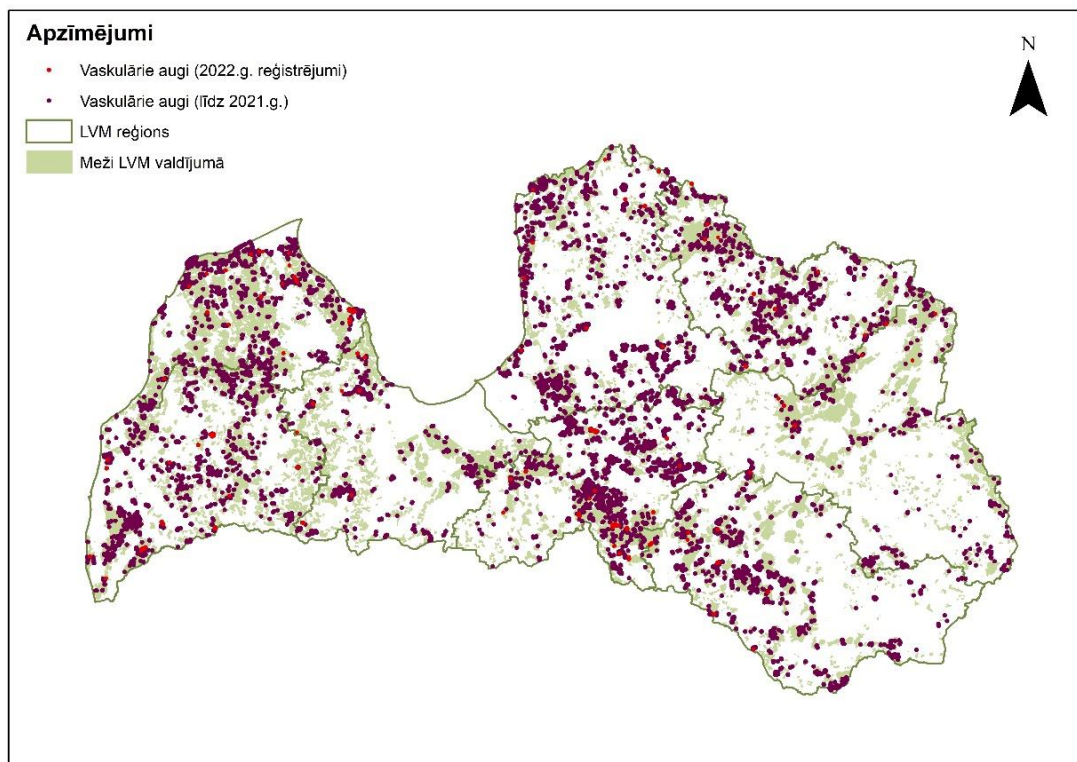 Apzīmējumi
Vaskulārie augi (2022.g. reģistrējumi)
Vaskulārie augi (līdz 2021.g.)
LVM reģions
Meži LVM valdījumā
N